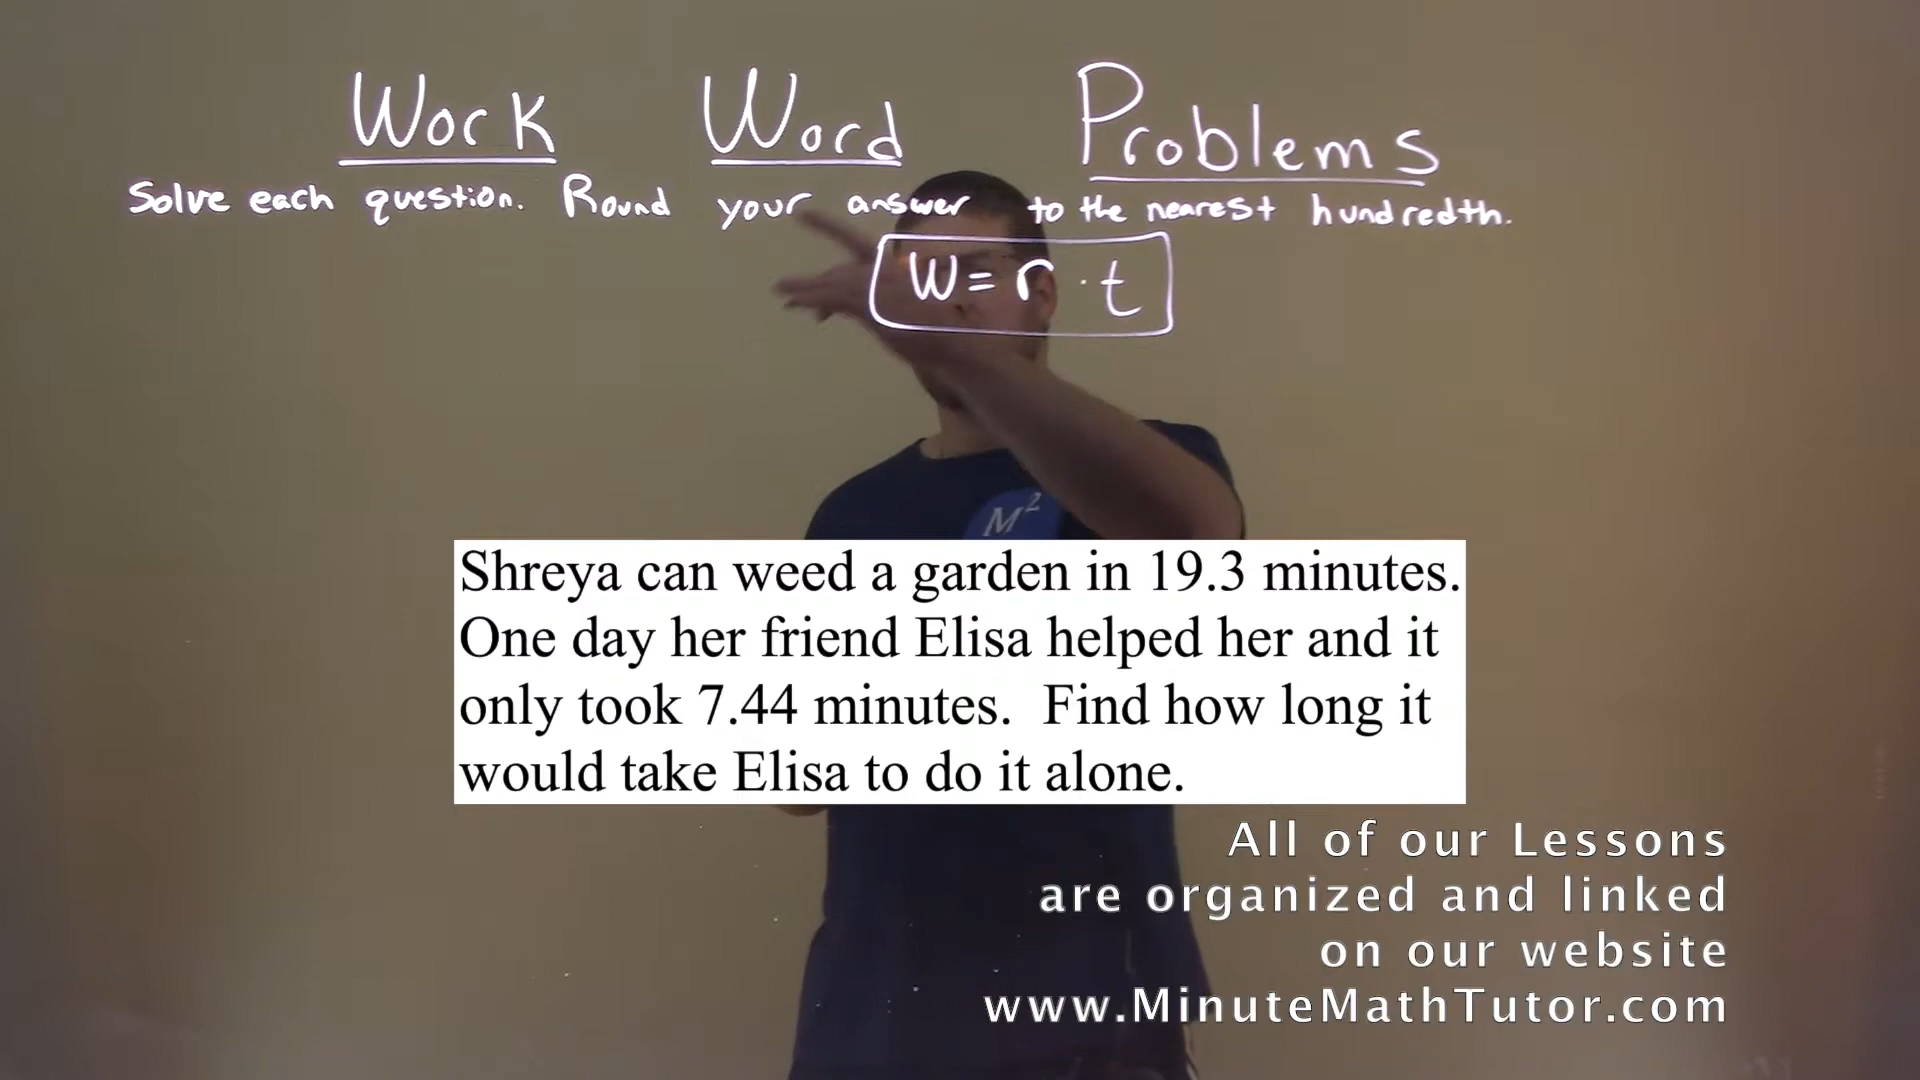 Work Word Problems
Solve each question. Round your answer to the nearest hundredth.
W = r · t
M²
Shreya can weed a garden in 19.3 minutes.
One day her friend Elisa helped her and it
only took 7.44 minutes. Find how long it
would take Elisa to do it alone.
All of our Lessons
are organized and linked
on our website
www.MinuteMathTutor.com